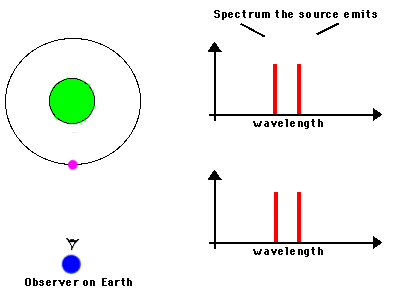 Spectrum the source emits
wavelength
wavelength
Observer on Earth